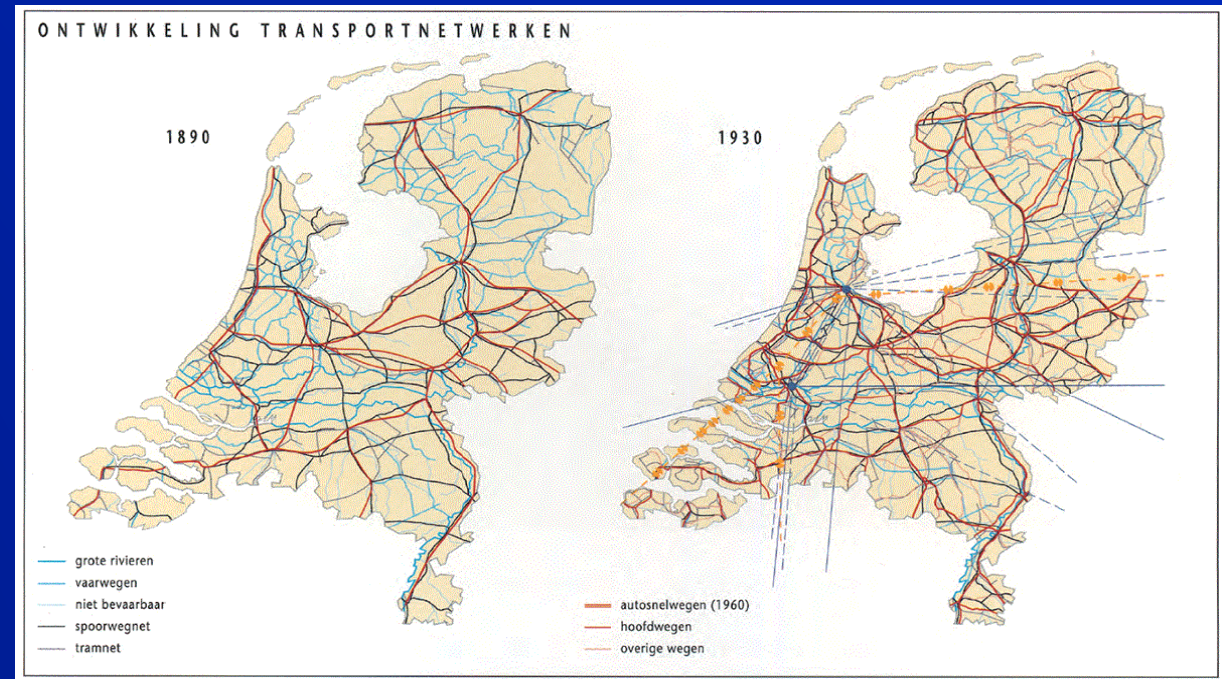 ONTWIKKELING TRANSPORTNETWERKEN
1890
1930
grote rivieren
vaarwegen
niet bevaarbaar
spoorwegnet
tramnet
autosnelwegen (1960)
hoofdwegen
overige wegen